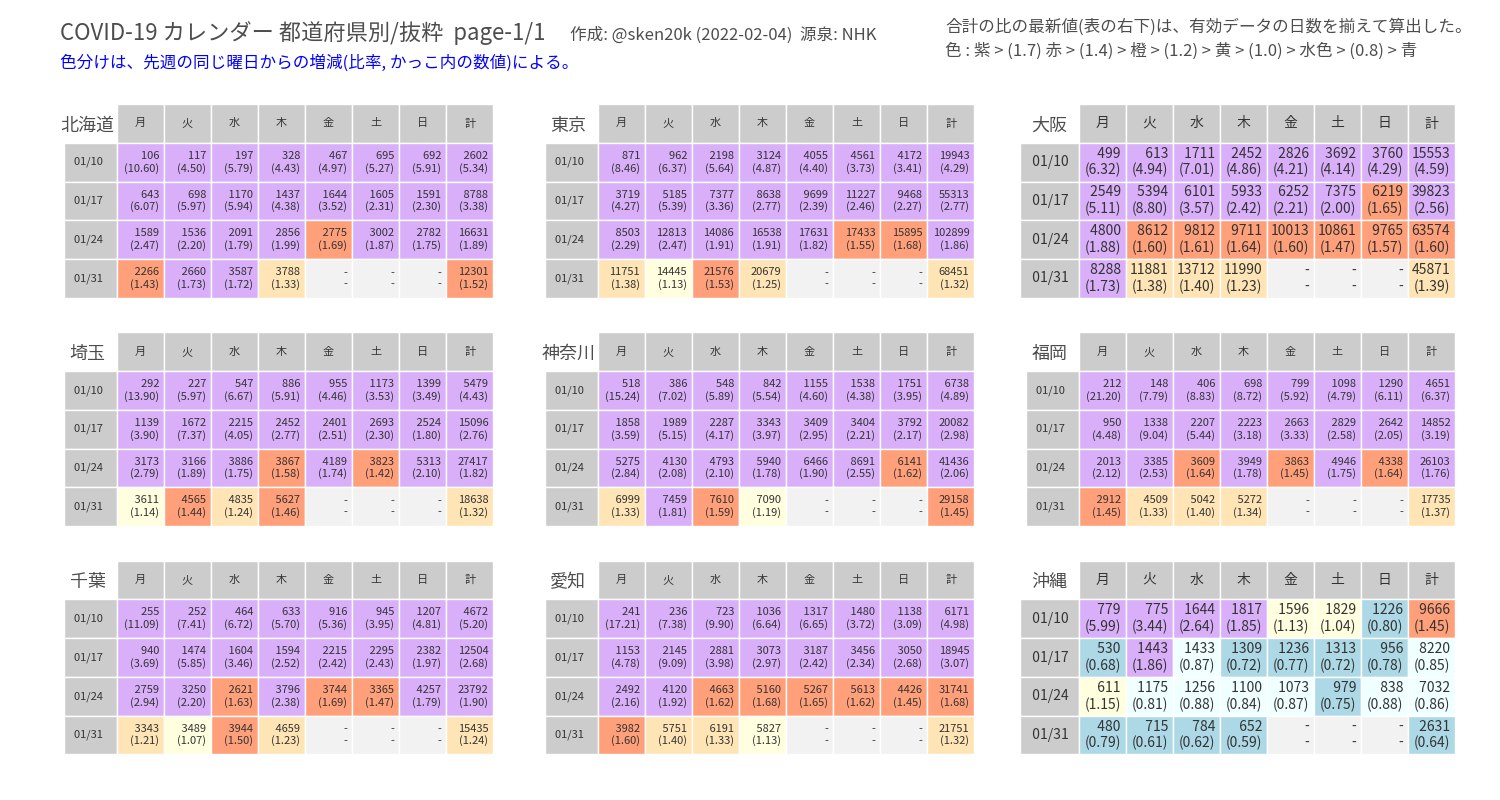 COVID-19 カレンダー 都道府県別/抜粋 page-1/1 作成: @sken20k (2022-02-04) 源泉: NHK
色分けは、先週の同じ曜日からの増減(比率, かっこ内の数値)による。
合計の比の最新値(表の右下)は、有効データの日数を揃えて算出した。
色 : 紫 > (1.7) 赤 > (1.4) 橙 > (1.2) > 黄 > (1.0) > 水色 > (0.8) > 青
北海道 月 火 水 木 金 土 日 計
01/10 106 117 197 328 467 695 692 2602
(10.60) (4.50) (5.79) (4.43) (4.97) (5.27) (5.91) (5.34)
01/17 643 698 1170 1437 1644 1605 1591 8788
(6.07) (5.97) (5.94) (4.38) (3.52) (2.31) (2.30) (3.38)
01/24 1589 1536 2091 2856 2775 3002 2782 16631
(2.47) (2.20) (1.79) (1.99) (1.69) (1.87) (1.75) (1.89)
01/31 2266 2660 3587 3788 - - - 12301
(1.43) (1.73) (1.72) (1.33) - - - (1.52)
東京 月 火 水 木 金 土 日 計
01/10 871 962 2198 3124 4055 4561 4172 19943
(8.46) (6.37) (5.64) (4.87) (4.40) (3.73) (3.41) (4.29)
01/17 3719 5185 7377 8638 9699 11227 9468 55313
(4.27) (5.39) (3.36) (2.77) (2.39) (2.46) (2.27) (2.77)
01/24 8503 12813 14086 16538 17631 17433 15895 102899
(2.29) (2.47) (1.91) (1.91) (1.82) (1.55) (1.68) (1.86)
01/31 11751 14445 21576 20679 - - - 68451
(1.38) (1.13) (1.53) (1.25) - - - (1.32)
大阪 月 火 水 木 金 土 日 計
01/10 499 613 1711 2452 2826 3692 3760 15553
(6.32) (4.94) (7.01) (4.86) (4.21) (4.14) (4.29) (4.59)
01/17 2549 5394 6101 5933 6252 7375 6219 39823
(5.11) (8.80) (3.57) (2.42) (2.21) (2.00) (1.65) (2.56)
01/24 4800 8612 9812 9711 10013 10861 9765 63574
(1.88) (1.60) (1.61) (1.64) (1.60) (1.47) (1.57) (1.60)
01/31 8288 11881 13712 11990 - - - 45871
(1.73) (1.38) (1.40) (1.23) - - - (1.39)
埼玉 月 火 水 木 金 土 日 計
01/10 292 227 547 886 955 1173 1399 5479
(13.90) (5.97) (6.67) (5.91) (4.46) (3.53) (3.49) (4.43)
01/17 1139 1672 2215 2452 2401 2693 2524 15096
(3.90) (7.37) (4.05) (2.77) (2.51) (2.30) (1.80) (2.76)
01/24 3173 3166 3886 3867 4189 3823 5313 27417
(2.79) (1.89) (1.75) (1.58) (1.74) (1.42) (2.10) (1.82)
01/31 3611 4565 4835 5627 - - - 18638
(1.14) (1.44) (1.24) (1.46) - - - (1.32)
神奈川 月 火 水 木 金 土 日 計
01/10 518 386 548 842 1155 1538 1751 6738
(15.24) (7.02) (5.89) (5.54) (4.60) (4.38) (3.95) (4.89)
01/17 1858 1989 2287 3343 3409 3404 3792 20082
(3.59) (5.15) (4.17) (3.97) (2.95) (2.21) (2.17) (2.98)
01/24 5275 4130 4793 5940 6466 8691 6141 41436
(2.84) (2.08) (2.10) (1.78) (1.90) (2.55) (1.62) (2.06)
01/31 6999 7459 7610 7090 - - - 29158
(1.33) (1.81) (1.59) (1.19) - - - (1.45)
福岡 月 火 水 木 金 土 日 計
01/10 212 148 406 698 799 1098 1290 4651
(21.20) (7.79) (8.83) (8.72) (5.92) (4.79) (6.11) (6.37)
01/17 950 1338 2207 2223 2663 2829 2642 14852
(4.48) (9.04) (5.44) (3.18) (3.33) (2.58) (2.05) (3.19)
01/24 2013 3385 3609 3949 3863 4946 4338 26103
(2.12) (2.53) (1.64) (1.78) (1.45) (1.75) (1.64) (1.76)
01/31 2912 4509 5042 5272 - - - 17735
(1.45) (1.33) (1.40) (1.34) - - - (1.37)
千葉 月 火 水 木 金 土 日 計
01/10 255 252 464 633 916 945 1207 4672
(11.09) (7.41) (6.72) (5.70) (5.36) (3.95) (4.81) (5.20)
01/17 940 1474 1604 1594 2215 2295 2382 12504
(3.69) (5.85) (3.46) (2.52) (2.42) (2.43) (1.97) (2.68)
01/24 2759 3250 2621 3796 3744 3365 4257 23792
(2.94) (2.20) (1.63) (2.38) (1.69) (1.47) (1.79) (1.90)
01/31 3343 3489 3944 4659 - - - 15435
(1.21) (1.07) (1.50) (1.23) - - - (1.24)
愛知 月 火 水 木 金 土 日 計
01/10 241 236 723 1036 1317 1480 1138 6171
(17.21) (7.38) (9.90) (6.64) (6.65) (3.72) (3.09) (4.98)
01/17 1153 2145 2881 3073 3187 3456 3050 18945
(4.78) (9.09) (3.98) (2.97) (2.42) (2.34) (2.68) (3.07)
01/24 2492 4120 4663 5160 5267 5613 4426 31741
(2.16) (1.92) (1.62) (1.68) (1.65) (1.62) (1.45) (1.68)
01/31 3982 5751 6191 5827 - - - 21751
(1.60) (1.40) (1.33) (1.13) - - - (1.32)
沖縄 月 火 水 木 金 土 日 計
01/10 779 775 1644 1817 1596 1829 1226 9666
(5.99) (3.44) (2.64) (1.85) (1.13) (1.04) (0.80) (1.45)
01/17 530 1443 1433 1309 1236 1313 956 8220
(0.68) (1.86) (0.87) (0.72) (0.77) (0.72) (0.78) (0.85)
01/24 611 1175 1256 1100 1073 979 838 7032
(1.15) (0.81) (0.88) (0.84) (0.87) (0.75) (0.88) (0.86)
01/31 480 715 784 652 - - - 2631
(0.79) (0.61) (0.62) (0.59) - - - (0.64)